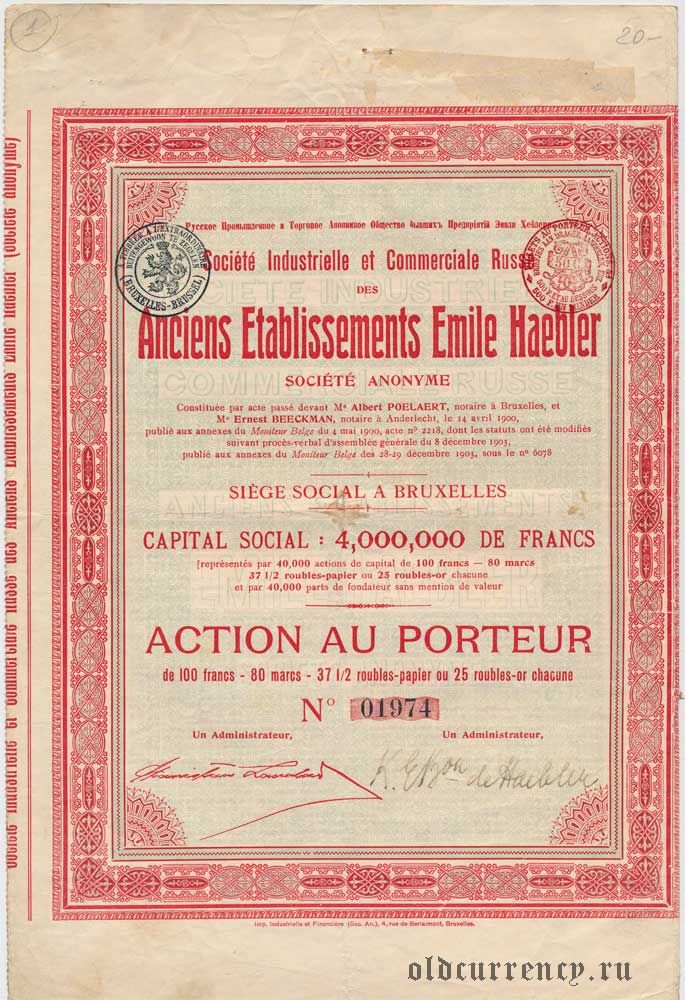 1
20-
Русское Промышленное и Торговое Анонимное Общество бывшихъ Предпріятій Эмиля
Société Industrielle et Commerciale Russe
DES
Anciens Etablissements Emile Haebler
SOCIÉTÉ ANONYME
Constituée par acte passé devant Me Albert POELAERT, notaire à Bruxelles, et
Me Ernest BEECKMAN, notaire à Anderlecht, le 14 avril 1900,
publié aux annexes du Moniteur Belge du 4 mai 1900, acte no 2218, dont les statuts ont été modifiés
suivant procès-verbal d'assemblée générale du 8 décembre 1903,
publié aux annexes du Moniteur Belge des 28-29 décembre 1903, sous le no 6078
SIÈGE SOCIAL A BRUXELLES
CAPITAL SOCIAL : 4,000,000 DE FRANCS
représentés par 40,000 actions de capital de 100 francs — 80 marcs
37 1/2 roubles-papier ou 25 roubles-or chacune
et par 40,000 parts de fondateur sans mention de valeur
ACTION AU PORTEUR
de 100 francs - 80 marcs - 37 1/2 roubles-papier ou 25 roubles-or chacune
No 01974
Un Administrateur, Un Administrateur,
de Haebler
Imp. Industrielle et Financière (Soc. An.), 4, rue de Berlaimont, Bruxelles.
BRUXELLES-BRUSSEL
oldcurrency.ru